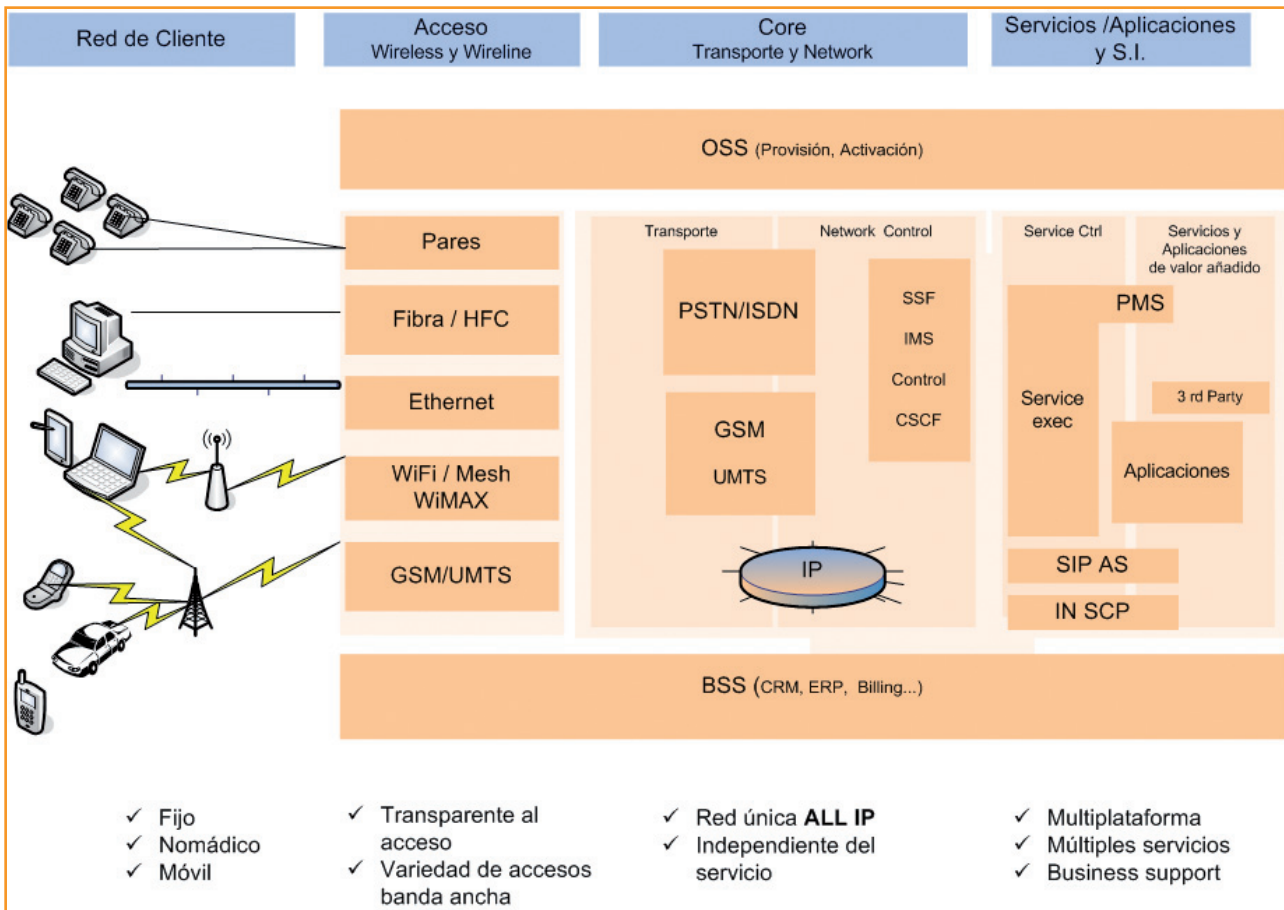 Red de Cliente
Acceso
Wireless y Wireline
Core
Transporte y Network
Servicios /Aplicaciones
y S.I.
OSS (Provisión, Activación)
Pares
Fibra / HFC
Ethernet
WiFi / Mesh
WiMAX
GSM/UMTS
Transporte
Network Control
PSTN/ISDN
GSM
UMTS
SSF
IMS
Control
CSCF
IP
Service Ctrl
Servicios y
Aplicaciones
de valor añadido
PMS
Service
exec
3 rd Party
Aplicaciones
SIP AS
IN SCP
BSS (CRM, ERP, Billing...)
✓ Fijo
✓ Nomádico
✓ Móvil
✓ Transparente al
acceso
✓ Variedad de accesos
banda ancha
✓ Red única ALL IP
✓ Independiente del
servicio
✓ Multiplataforma
✓ Múltiples servicios
✓ Business support